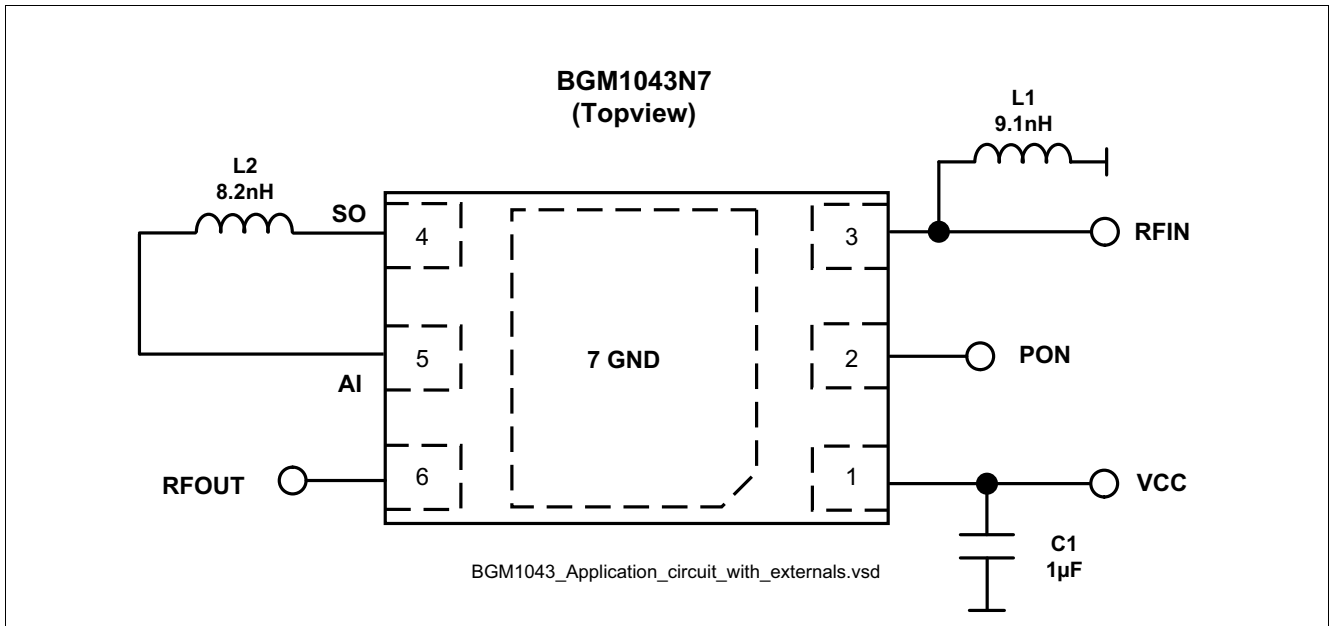 BGM1043N7
(Topview)
L1
9.1nH
L2
8.2nH
SO
4
3
RFIN
5
7 GND
2
PON
AI
RFOUT
6
1
VCC
C1
1µF
BGM1043_Application_circuit_with_externals.vsd